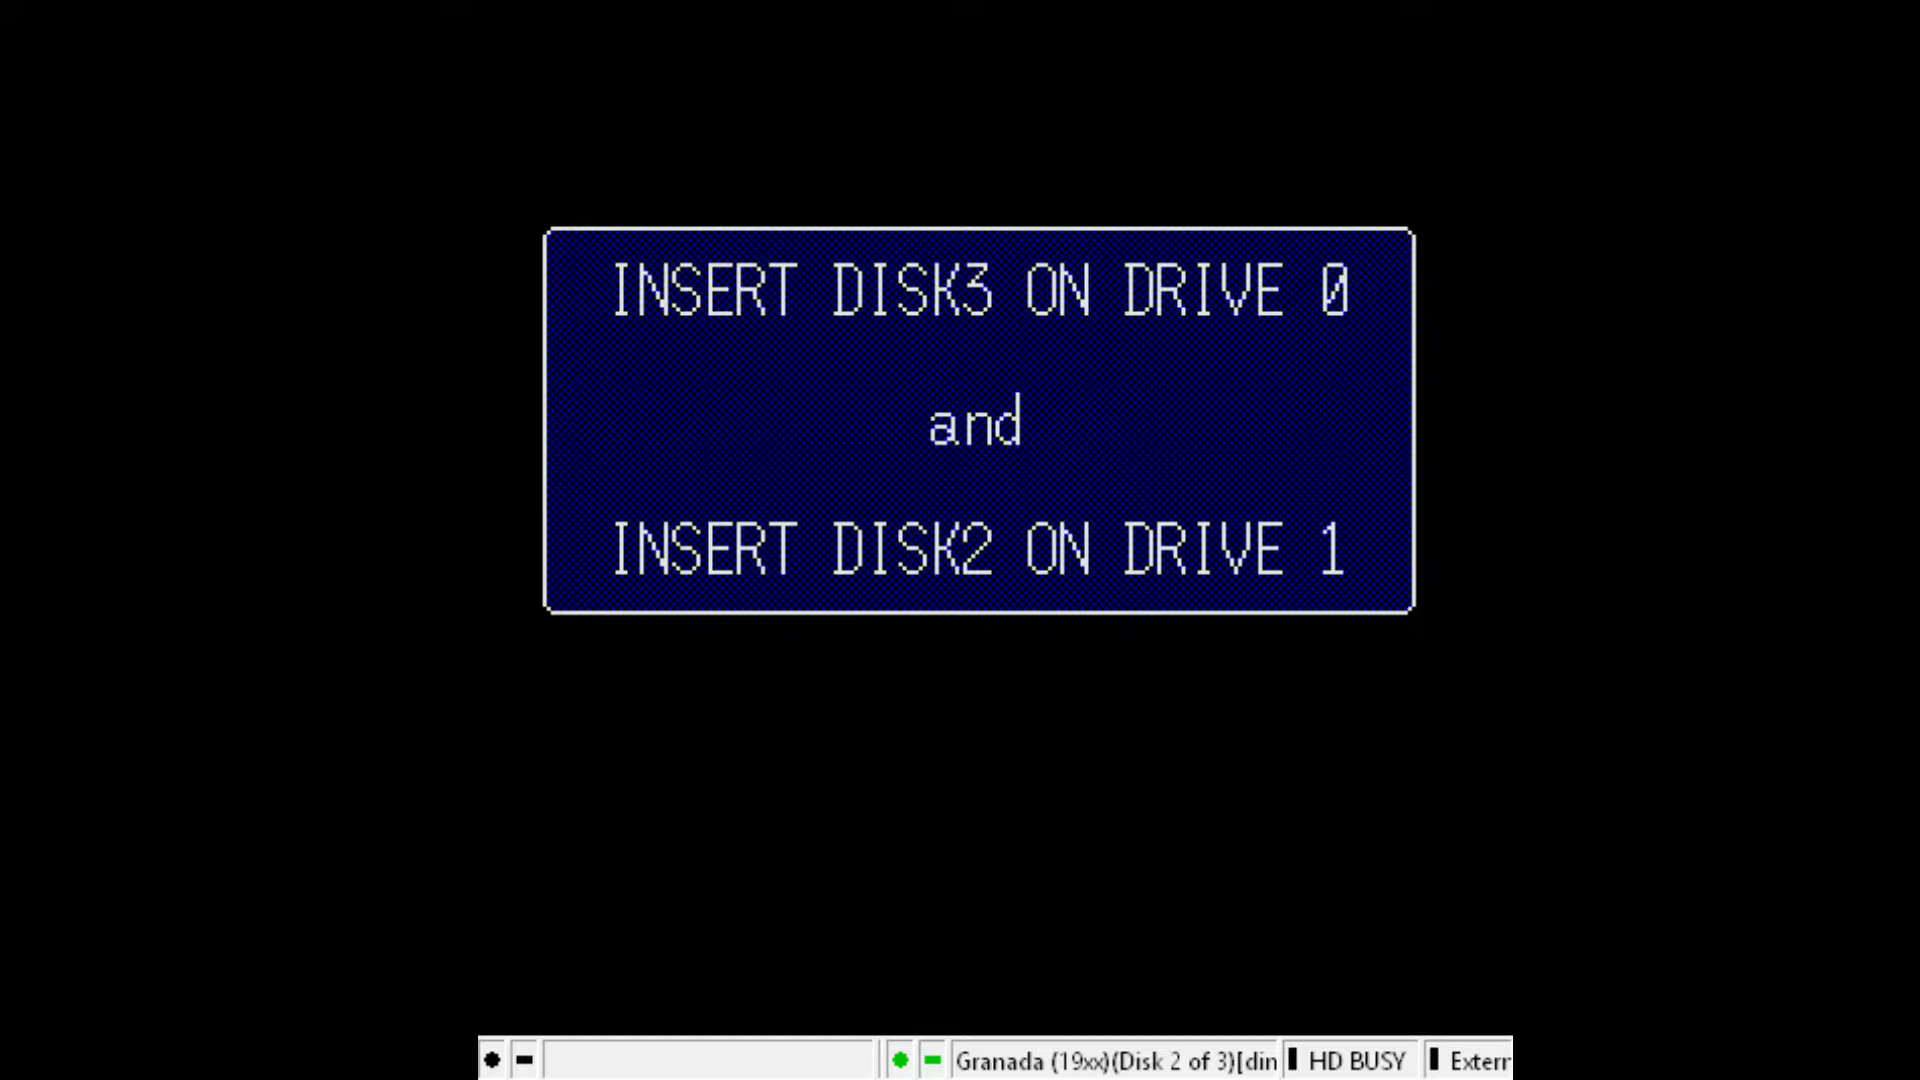 INSERT DISK3 ON DRIVE 0
and
INSERT DISK2 ON DRIVE 1
Granada (19xx)(Disk 2 of 3)[din HD BUSY Extern